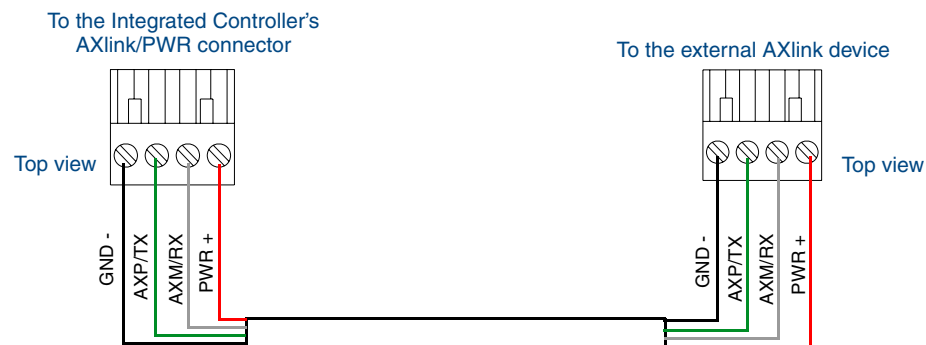 To the Integrated Controller's
AXlink/PWR connector
To the external AXlink device
Top view
Top view
GND -
AXP/TX
AXM/RX
PWR +
GND -
AXP/TX
AXM/RX
PWR +